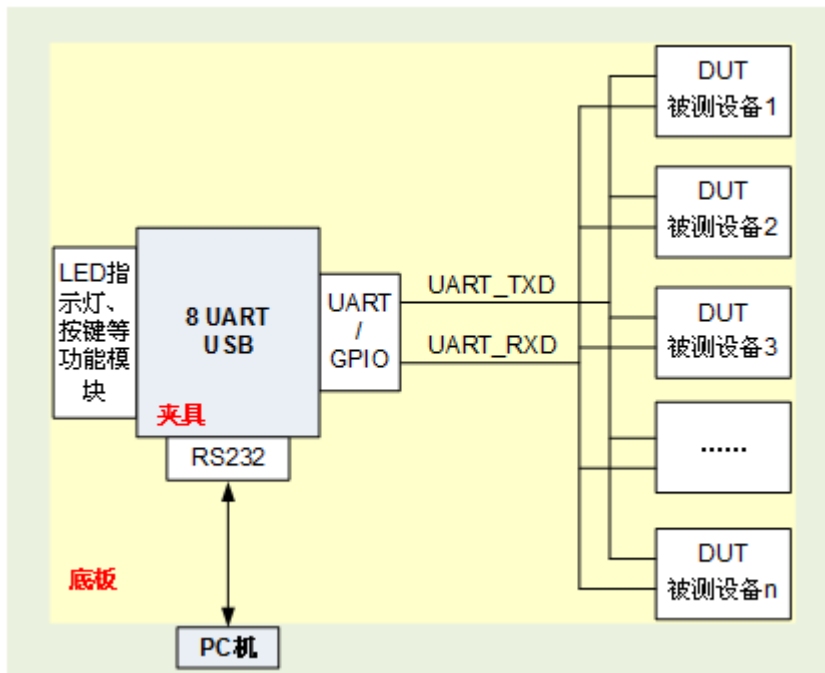 DUT
被测设备1
DUT
被测设备2
LED指
示灯、
按键等
功能模
块
8 UART
USB
夹具
UART
/
GPIO
UART_TXD
UART_RXD
DUT
被测设备3
RS232
······
底板
DUT
被测设备n
PC机